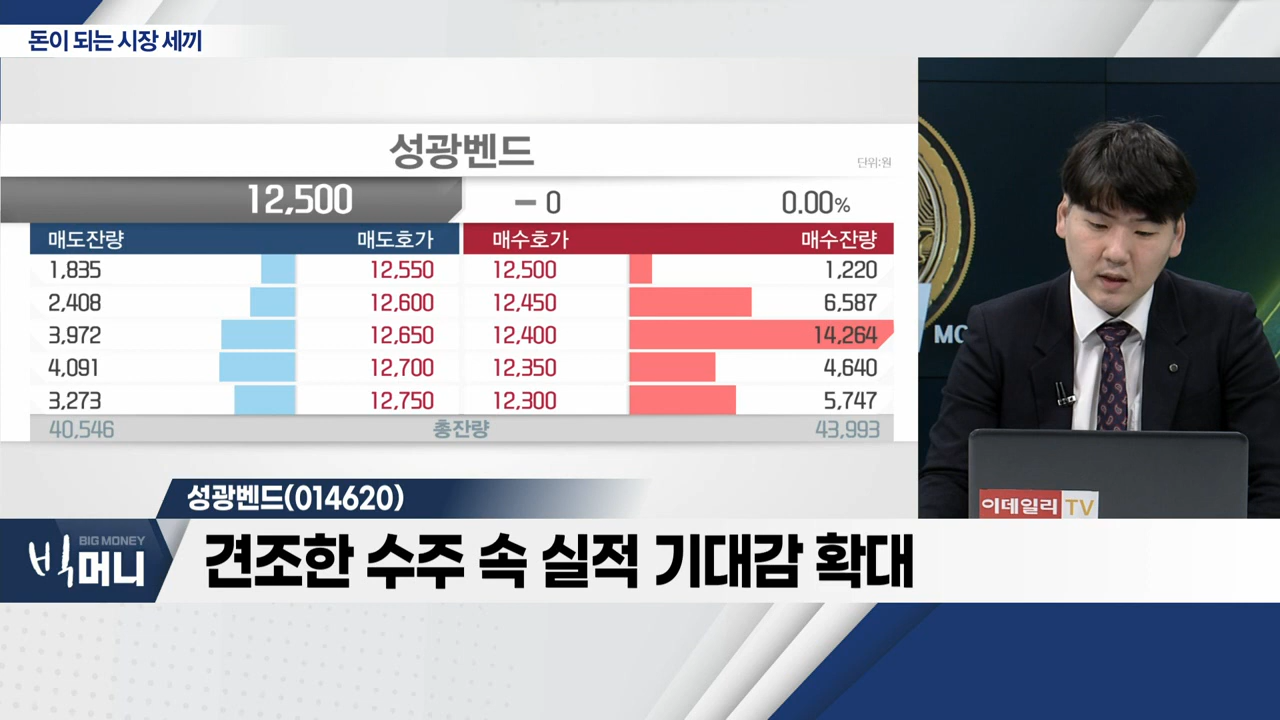 돈이 되는 시장 세끼
성광벤드
단위:원
12,500 – 0 0.00%
매도잔량 매도호가 매수호가 매수잔량
1,835 12,550 12,500 1,220
2,408 12,600 12,450 6,587
3,972 12,650 12,400 14,264
4,091 12,700 12,350 4,640
3,273 12,750 12,300 5,747
40,546 총잔량 43,993
MO
이데일리 TV
성광벤드(014620)
BIG MONEY
빅머니
견조한 수주 속 실적 기대감 확대